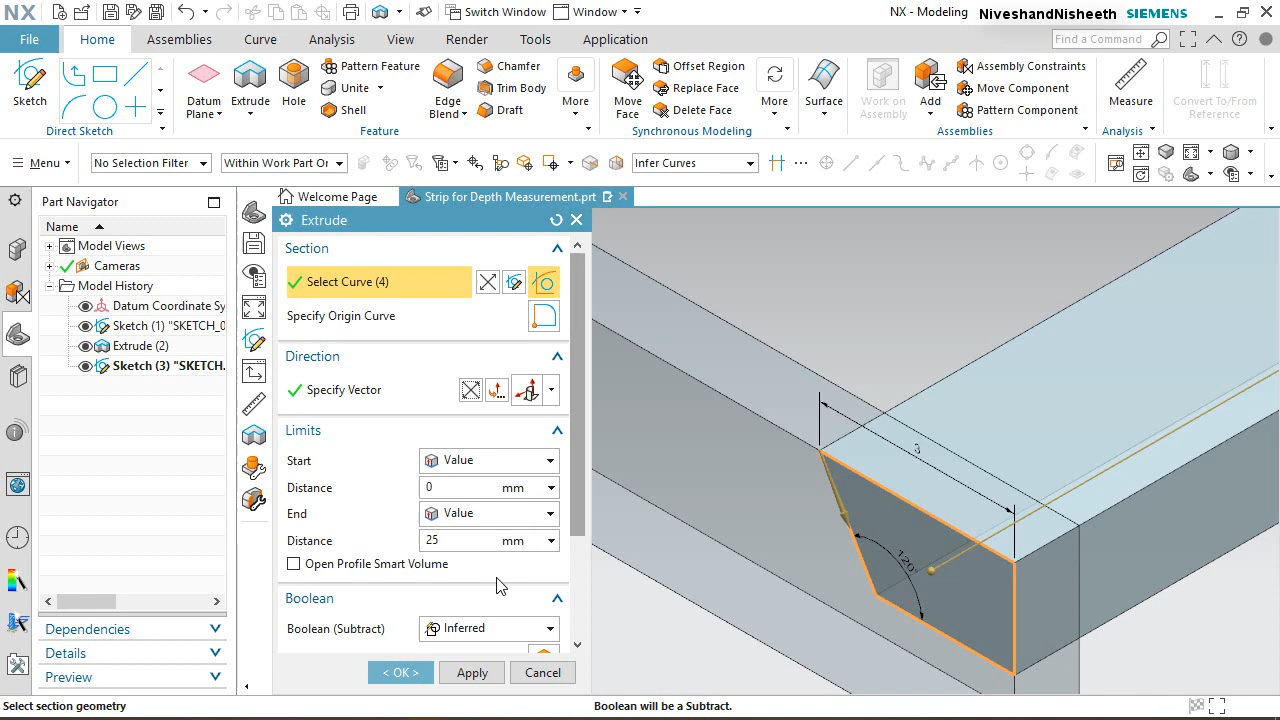 NX
Switch Window
Window
NX - Modeling
NiveshandNisheeth
SIEMENS
File
Home
Assemblies
Curve
Analysis
View
Render
Tools
Application
Find a Command
Sketch
Direct Sketch
Datum Plane
Extrude
Hole
Pattern Feature
Unite
Shell
Edge Blend
Chamfer
Trim Body
Draft
More
Feature
Move Face
Offset Region
Replace Face
Delete Face
More
Synchronous Modeling
Surface
Work on Assembly
Add
Assembly Constraints
Move Component
Pattern Component
Assemblies
Measure
Analysis
Convert To/From Reference
Menu
No Selection Filter
Within Work Part On
Infer Curves
Part Navigator
Name
Model Views
Cameras
Model History
Datum Coordinate Sy
Sketch (1) "SKETCH_0
Extrude (2)
Sketch (3) "SKETCH.
Dependencies
Details
Preview
Welcome Page
Strip for Depth Measurement.prt
Extrude
Section
Select Curve (4)
Specify Origin Curve
Direction
Specify Vector
Limits
Start
Value
Distance
0 mm
End
Value
Distance
25 mm
Open Profile Smart Volume
Boolean
Boolean (Subtract)
Inferred
< OK >
Apply
Cancel
120°
Select section geometry
Boolean will be a Subtract.